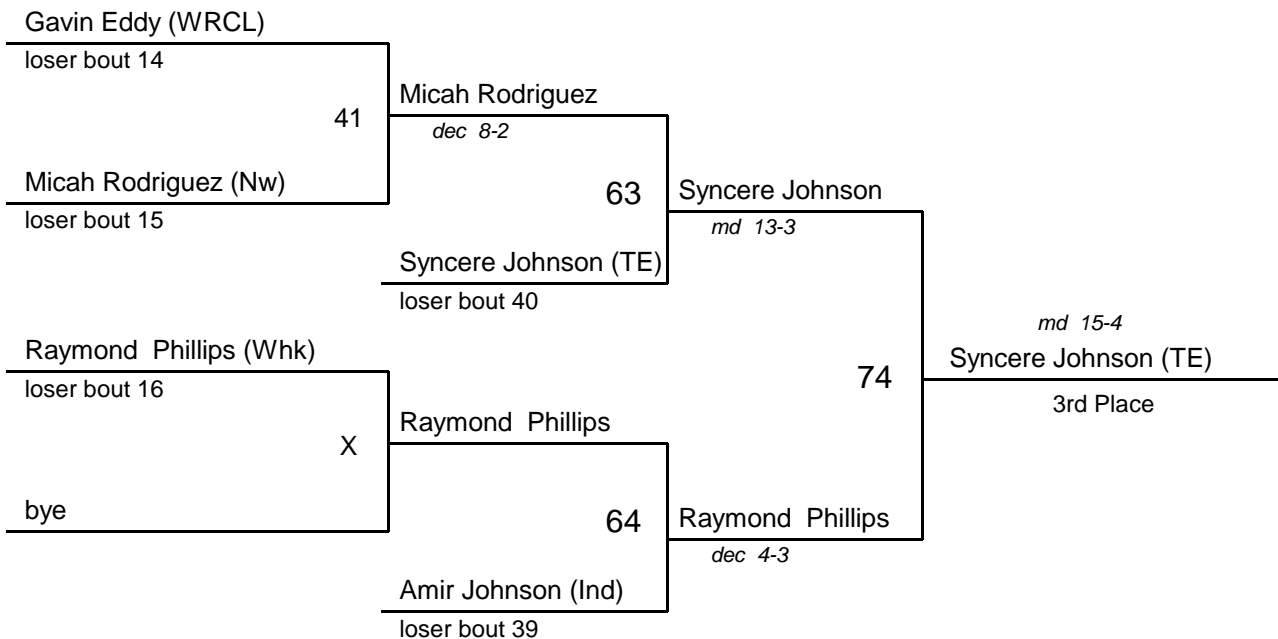 Gavin Eddy (WRCL)
loser bout 14
41
Micah Rodriguez (Nw)
loser bout 15
Micah Rodriguez
dec 8-2
63
Syncere Johnson (TE)
loser bout 40
Syncere Johnson
md 13-3
Raymond Phillips (Whk)
loser bout 16
X
bye
Raymond Phillips
64
Amir Johnson (Ind)
loser bout 39
Raymond Phillips
dec 4-3
74
md 15-4
Syncere Johnson (TE)
3rd Place